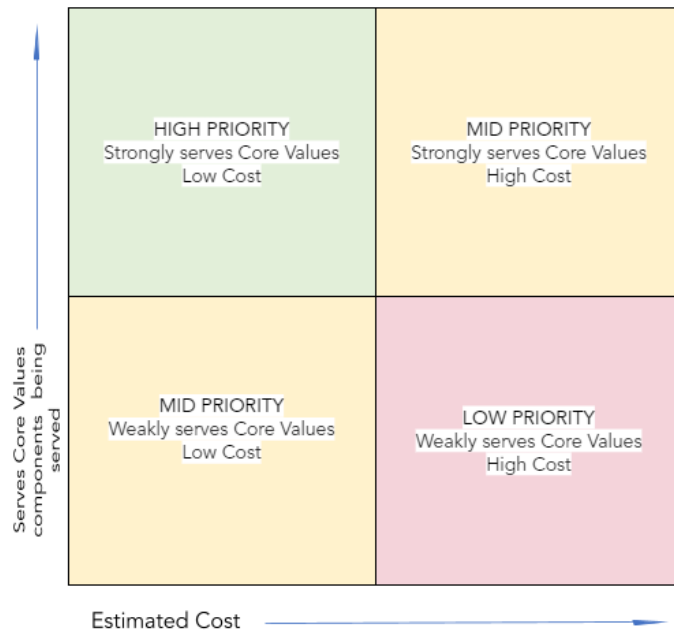 HIGH PRIORITY
Strongly serves Core Values
Low Cost
MID PRIORITY
Strongly serves Core Values
High Cost
MID PRIORITY
Weakly serves Core Values
Low Cost
LOW PRIORITY
Weakly serves Core Values
High Cost
Serves Core Values
components being
served
Estimated Cost